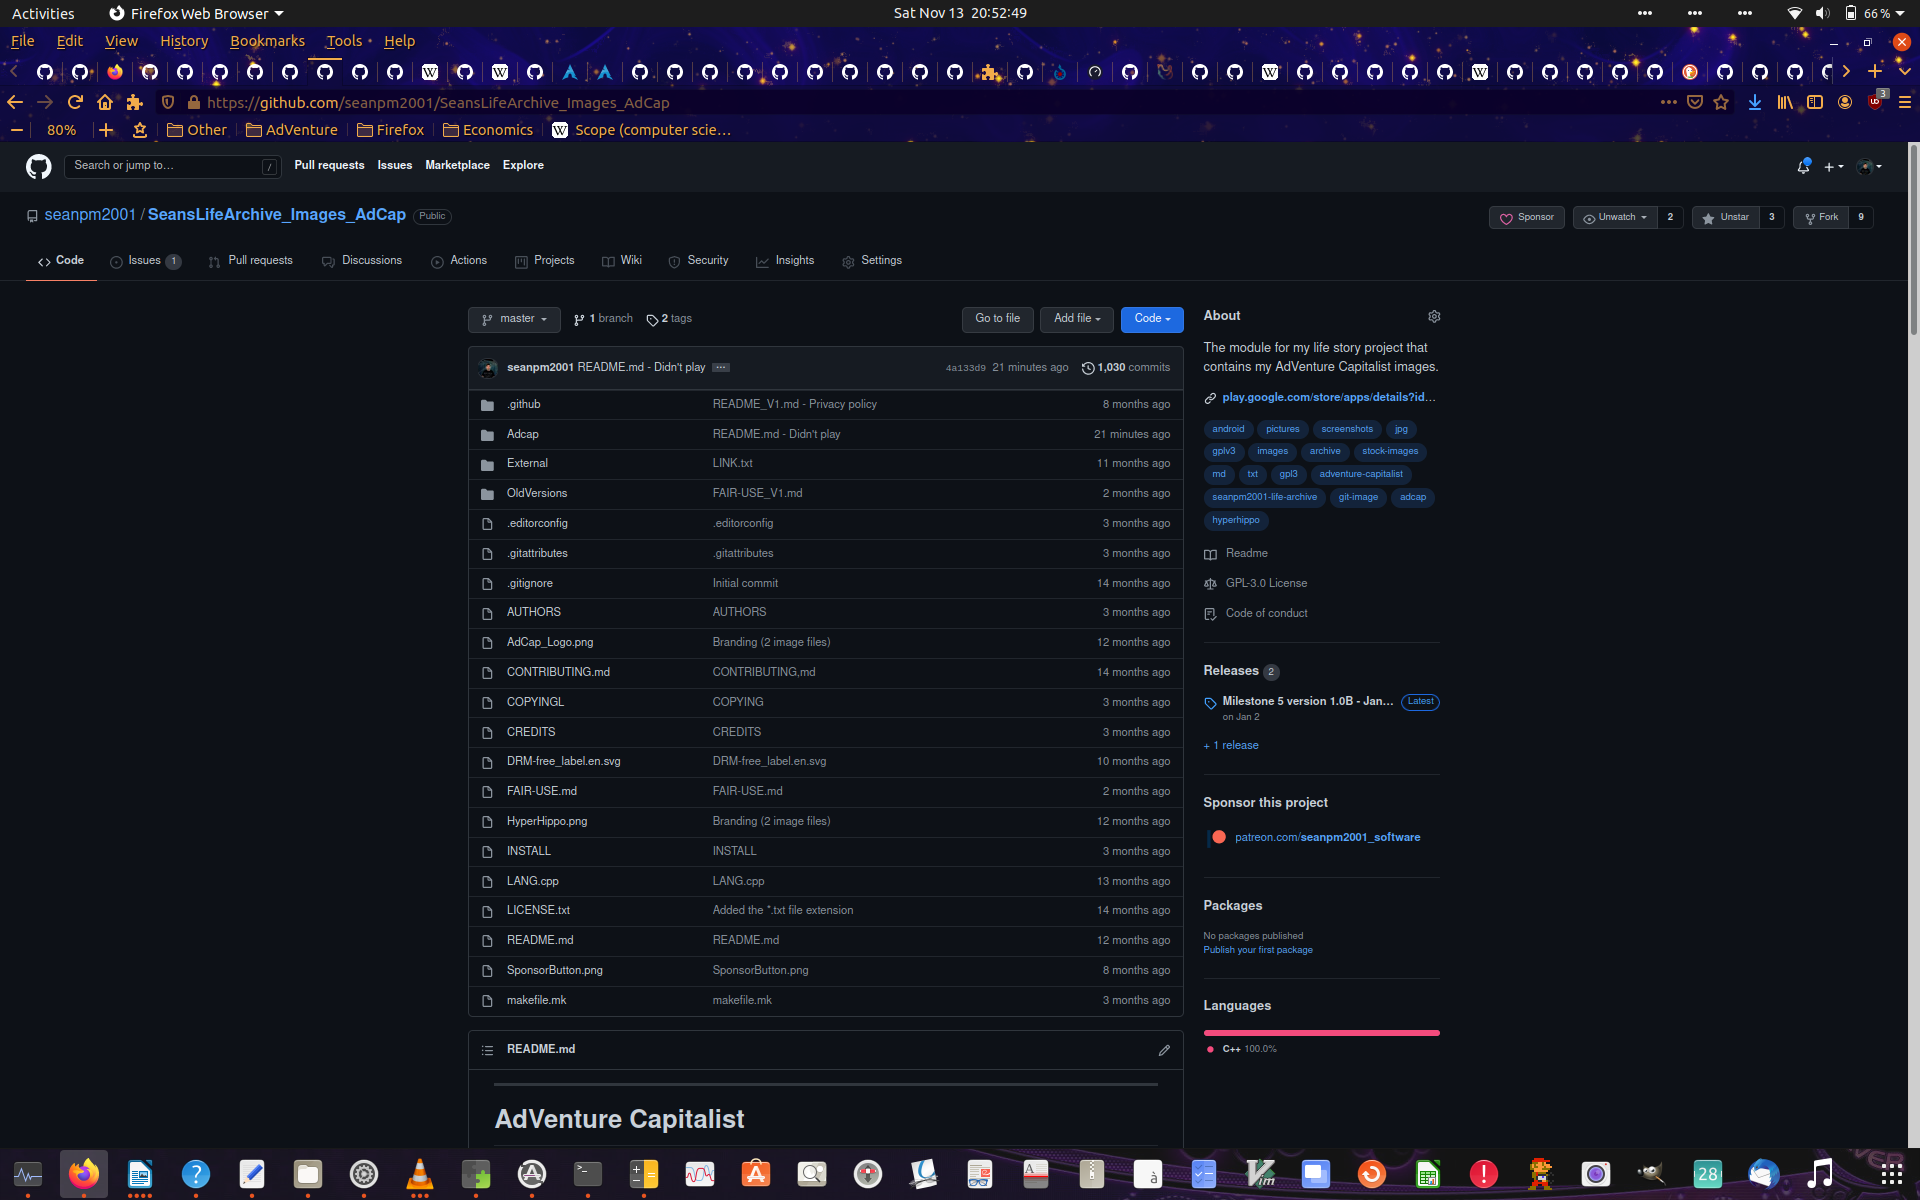 Activities Firefox Web Browser Sat Nov 13 20:52:49 66 %
File Edit View History Bookmarks Tools Help
https://github.com/seanpm2001/SeansLifeArchive_Images_AdCap 3
80% Other AdVenture Firefox Economics Scope (computer scie…
Search or jump to… / Pull requests Issues Marketplace Explore
seanpm2001 / SeansLifeArchive_Images_AdCap Public Sponsor Unwatch 2 Unstar 3 Fork 9
Code Issues 1 Pull requests Discussions Actions Projects Wiki Security Insights Settings
master 1 branch 2 tags Go to file Add file Code
seanpm2001 README.md - Didn't play ... 4a133d9 21 minutes ago 1,030 commits
.github README_V1.md - Privacy policy 8 months ago
Adcap README.md - Didn't play 21 minutes ago
External LINK.txt 11 months ago
OldVersions FAIR-USE_V1.md 2 months ago
.editorconfig .editorconfig 3 months ago
.gitattributes .gitattributes 3 months ago
.gitignore Initial commit 14 months ago
AUTHORS AUTHORS 3 months ago
AdCap_Logo.png Branding (2 image files) 12 months ago
CONTRIBUTING.md CONTRIBUTING,md 14 months ago
COPYINGL COPYING 3 months ago
CREDITS CREDITS 3 months ago
DRM-free_label.en.svg DRM-free_label.en.svg 10 months ago
FAIR-USE.md FAIR-USE.md 2 months ago
HyperHippo.png Branding (2 image files) 12 months ago
INSTALL INSTALL 3 months ago
LANG.cpp LANG.cpp 13 months ago
LICENSE.txt Added the *.txt file extension 14 months ago
README.md README.md 12 months ago
SponsorButton.png SponsorButton.png 8 months ago
makefile.mk makefile.mk 3 months ago
README.md
AdVenture Capitalist
About
The module for my life story project that
contains my AdVenture Capitalist images.
play.google.com/store/apps/details?id…
android pictures screenshots jpg
gplv3 images archive stock-images
md txt gpl3 adventure-capitalist
seanpm2001-life-archive git-image adcap
hyperhippo
Readme
GPL-3.0 License
Code of conduct
Releases 2
Milestone 5 version 1.0B - Jan… Latest
on Jan 2
+ 1 release
Sponsor this project
patreon.com/seanpm2001_software
Packages
No packages published
Publish your first package
Languages
C++ 100.0%
28